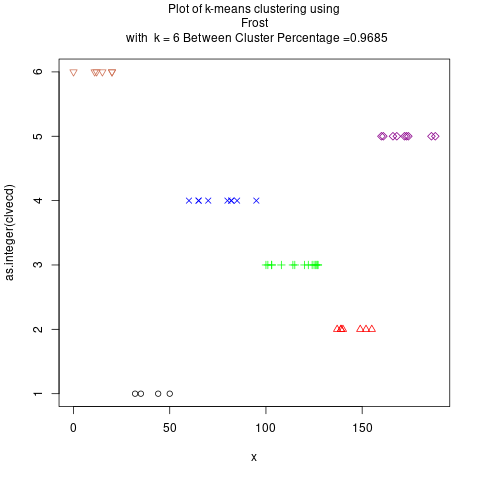 Plot of k-means clustering using
Frost
with  k = 6 Between Cluster Percentage =0.9685
as.integer(clvecd)
6
5
4
3
2
1
0 50 100 150
x